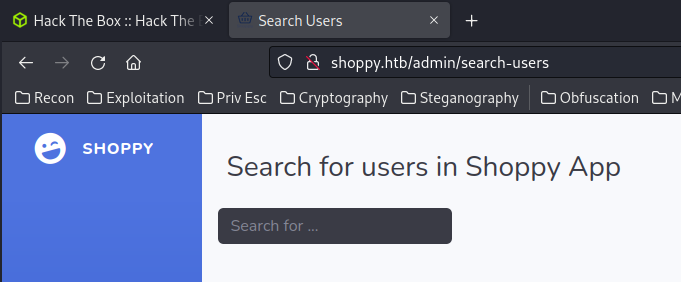 Hack The Box :: Hack The
Search Users
shoppy.htb/admin/search-users
Recon Exploitation Priv Esc Cryptography Steganography Obfuscation
SHOPPY
Search for users in Shoppy App
Search for ...